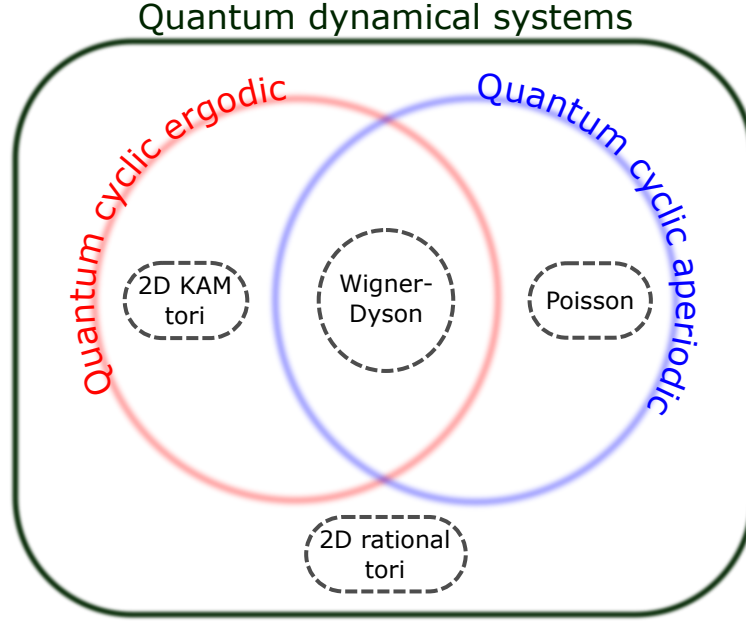 Quantum dynamical systems
Quantum cyclic ergodic
Quantum cyclic aperiodic
2D KAM
tori
Wigner-
Dyson
Poisson
2D rational
tori